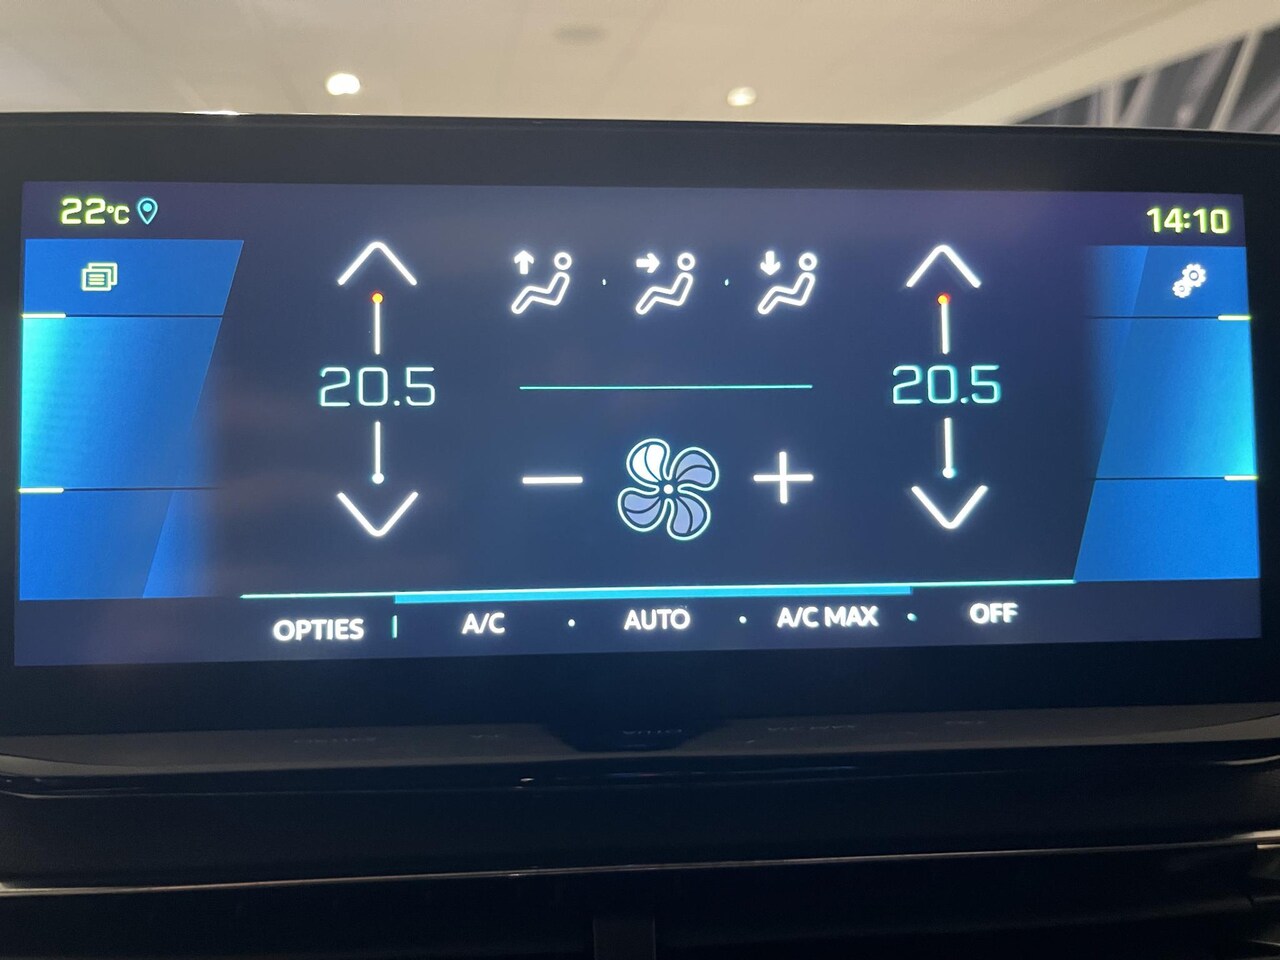 22°C 14:10
20.5 20.5
OPTIES A/C AUTO A/C MAX OFF